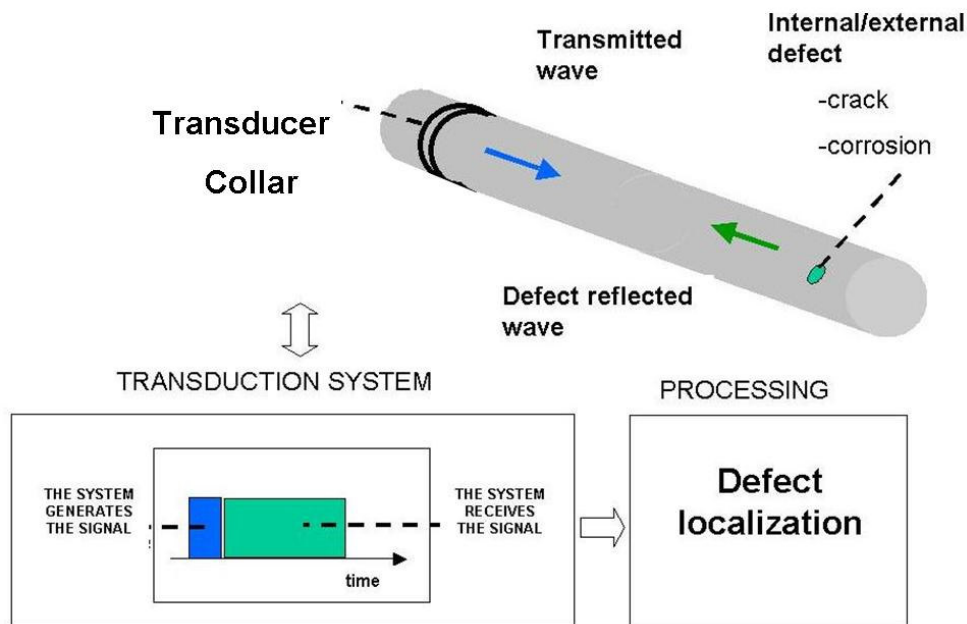 Transmitted
wave
Internal/external
defect
-crack
-corrosion
Transducer
Collar
Defect reflected
wave
TRANSDUCTION SYSTEM
THE SYSTEM
GENERATES
THE SIGNAL
time
THE SYSTEM
RECEIVES
THE SIGNAL
PROCESSING
Defect
localization